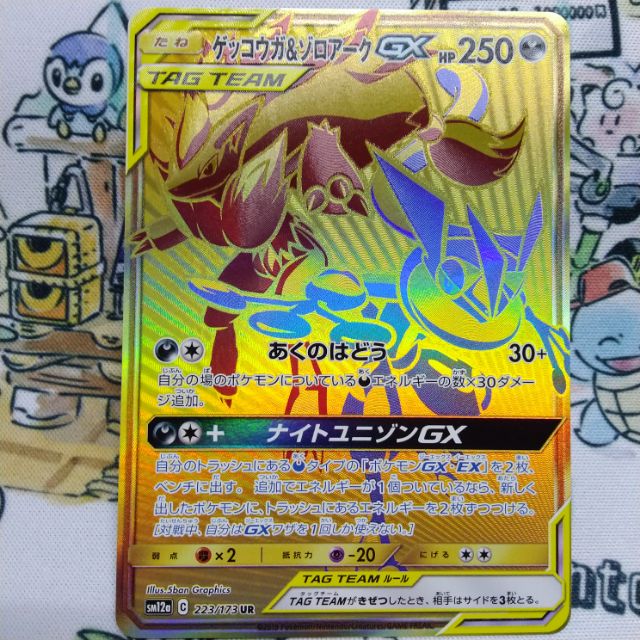 たね ゲッコウガ&ゾロアークGX HP250
TAG TEAM
あくのはどう 30+
自分の場のポケモンについているエネルギーの数×30ダメー
ジ追加。
+ ナイトユニゾンGX
自分のトラッシュにあるタイプの「ポケモンGX・EX」を2枚、
ベンチに出す。追加でエネルギーが1個ついているなら、新しく
出したポケモンに、トラッシュにあるエネルギーを2枚ずつつける。
[対戦中、自分はGXワザを1回しか使えない。]
弱点 ×2 抵抗力 -20 にげる
TAG TEAM ルール
TAG TEAMがきぜつしたとき、相手はサイドを3枚とる。
Illus.5ban Graphics
sm12a C 223/173 UR
©2019 Pokémon/Nintendo/Creatures/GAME FREAK.